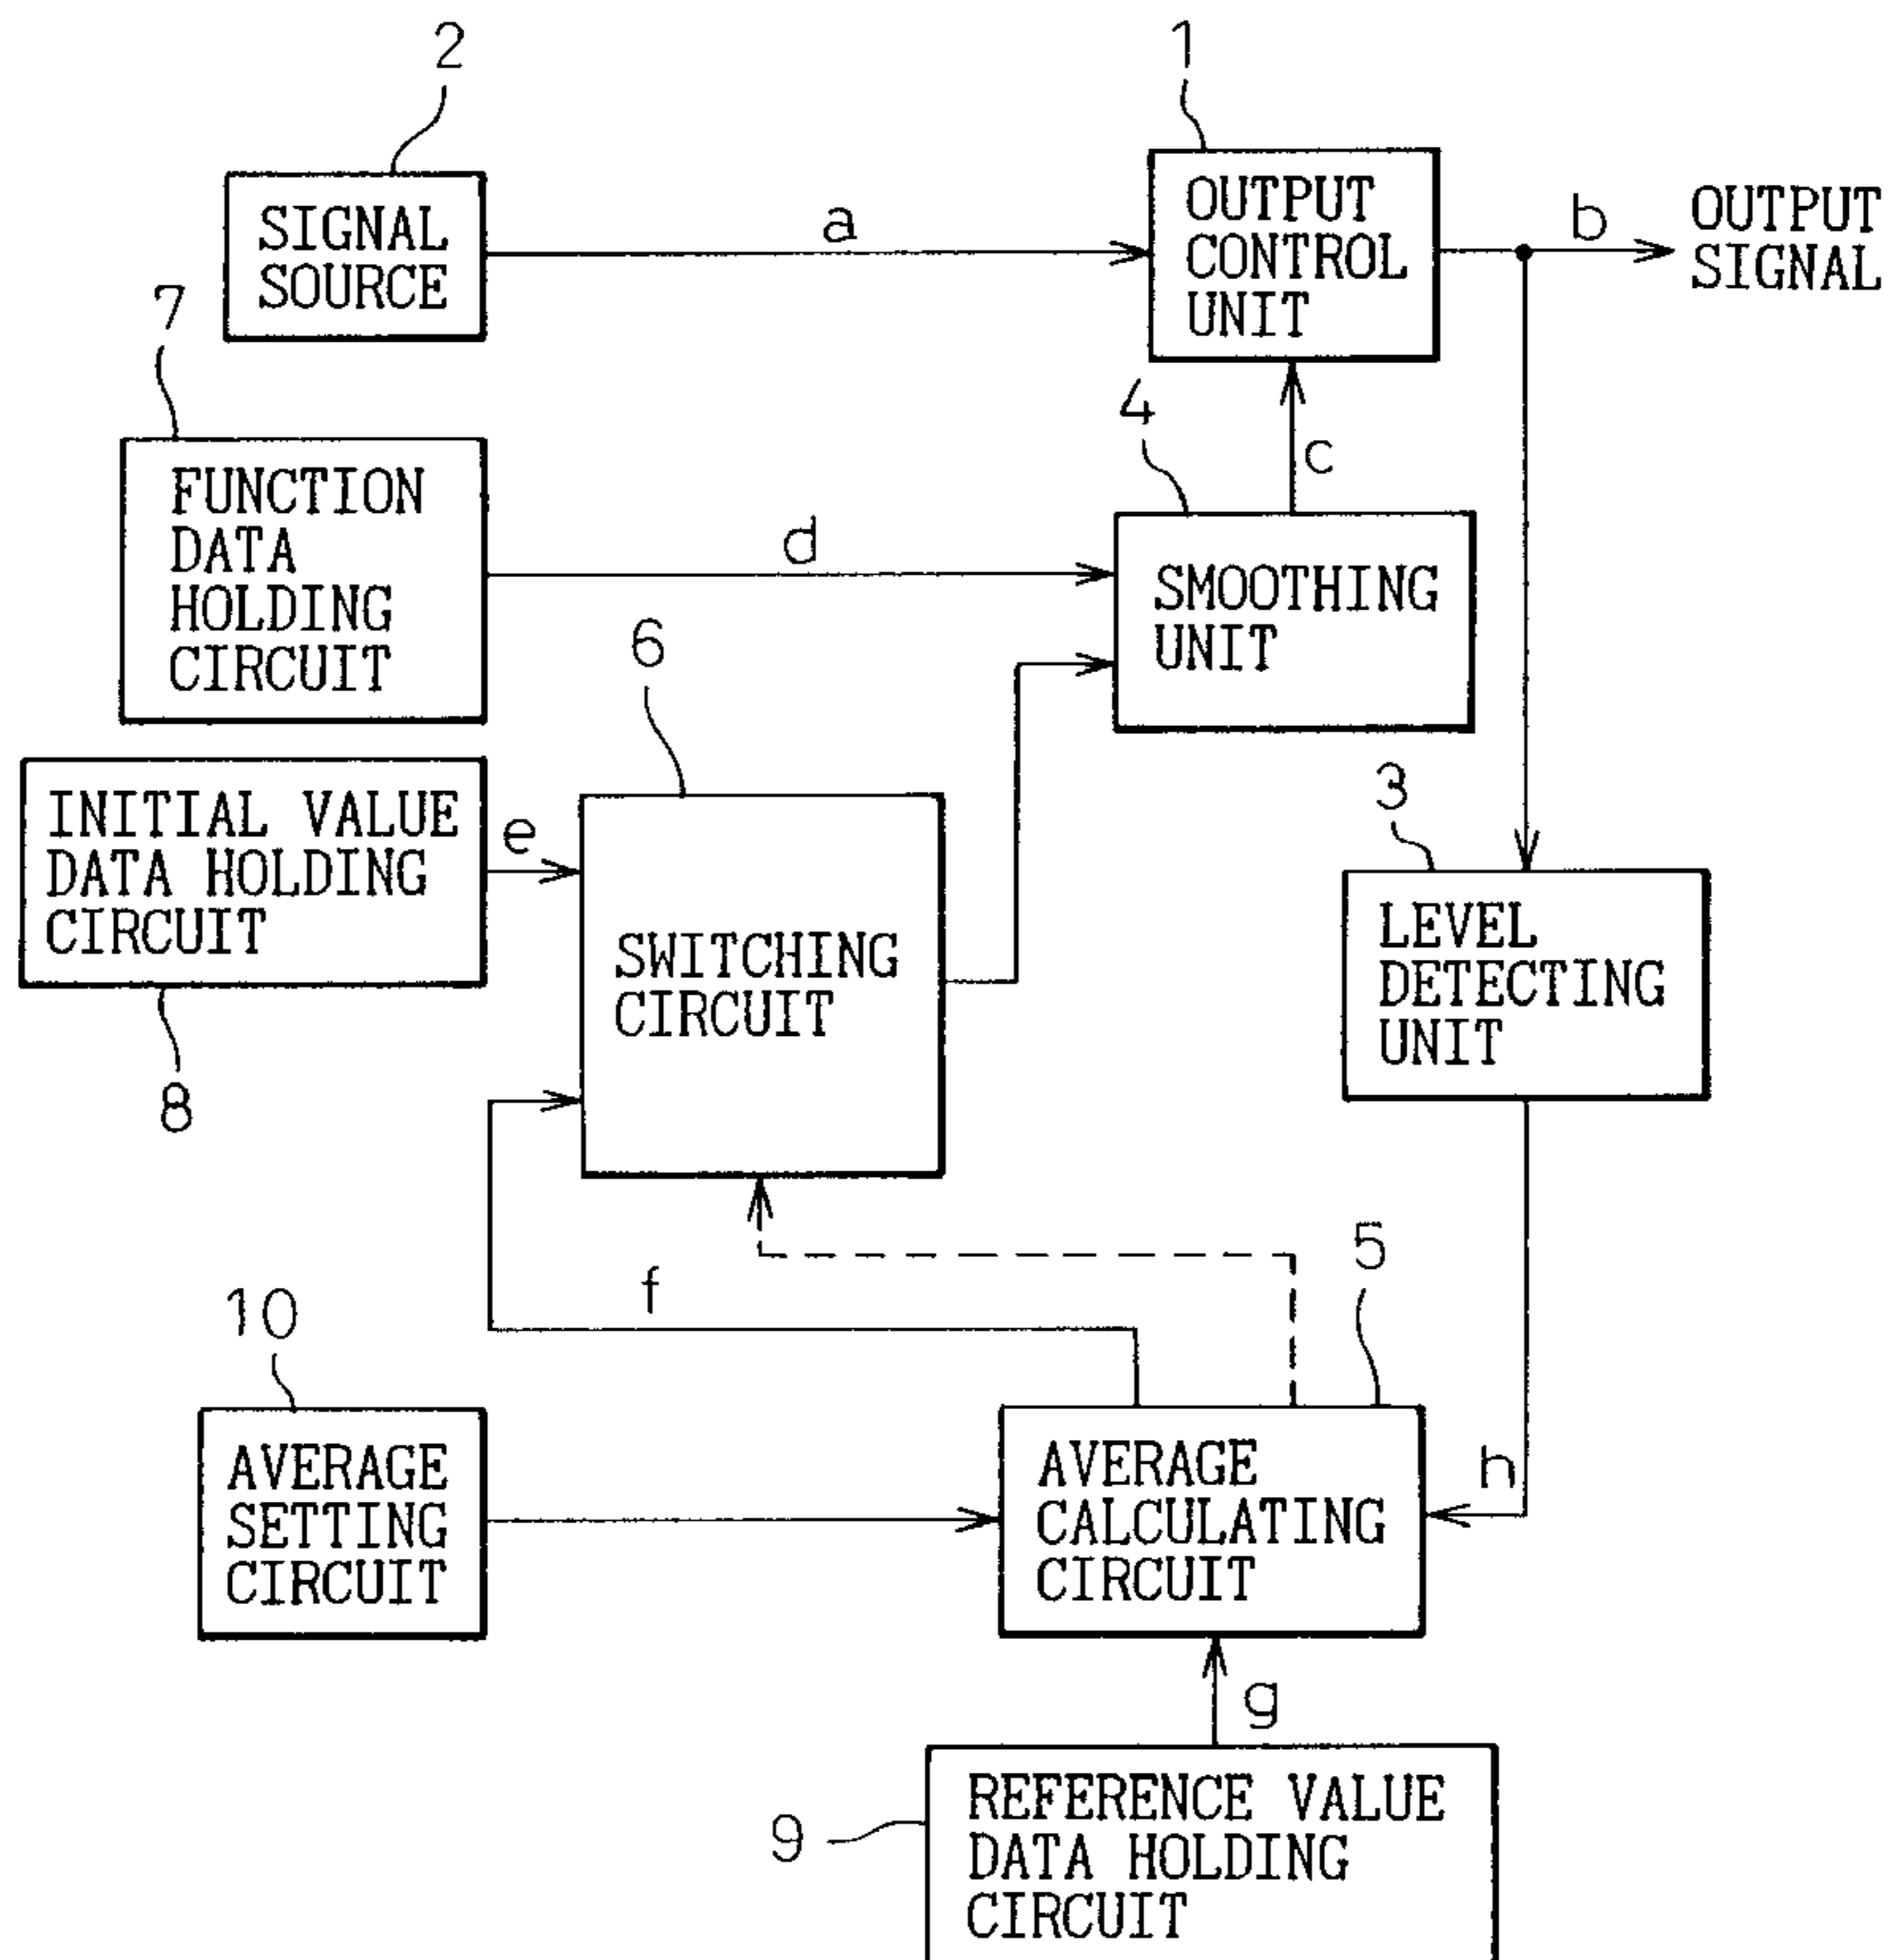 2
1
SIGNAL
SOURCE
a
OUTPUT
CONTROL
UNIT
b
OUTPUT
SIGNAL
7
FUNCTION
DATA
HOLDING
CIRCUIT
d
4
c
SMOOTHING
UNIT
6
INITIAL VALUE
DATA HOLDING
CIRCUIT
e
8
SWITCHING
CIRCUIT
3
LEVEL
DETECTING
UNIT
f
5
10
AVERAGE
SETTING
CIRCUIT
AVERAGE
CALCULATING
CIRCUIT
h
g
9
REFERENCE VALUE
DATA HOLDING
CIRCUIT